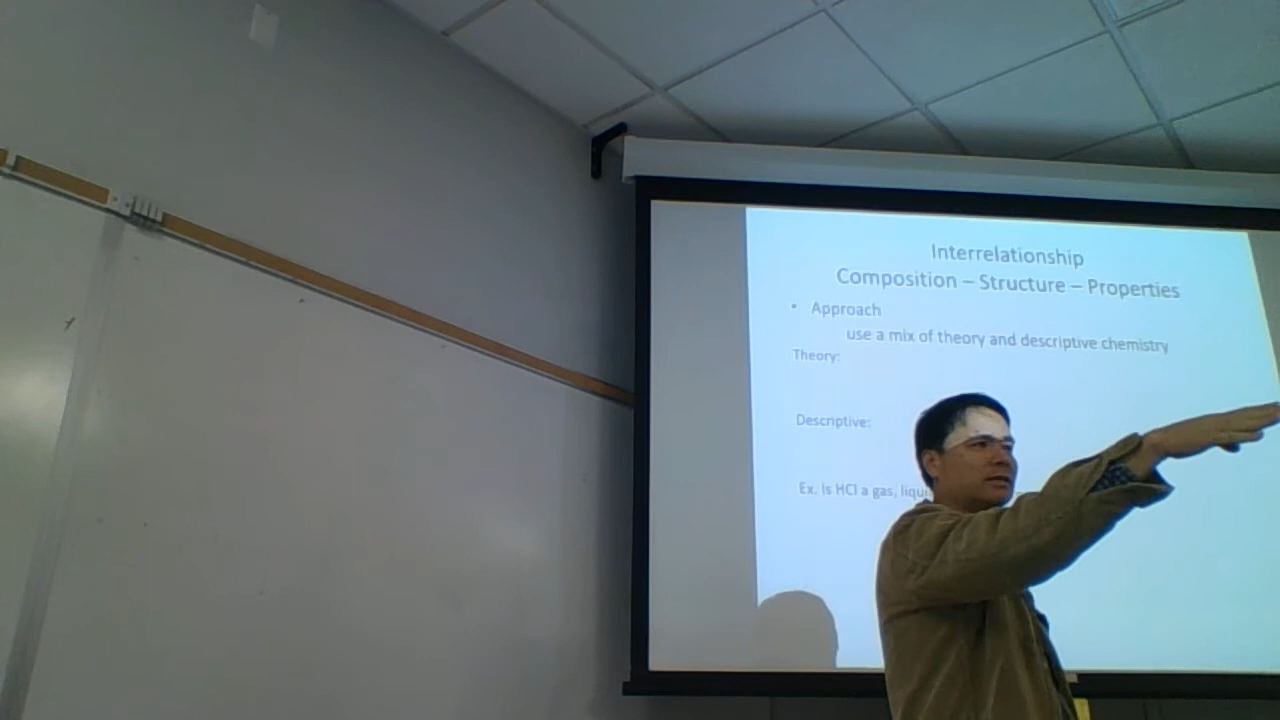 Interrelationship
Composition – Structure – Properties
• Approach
use a mix of theory and descriptive chemistry
Theory:
Descriptive:
Ex. Is HCl a gas,